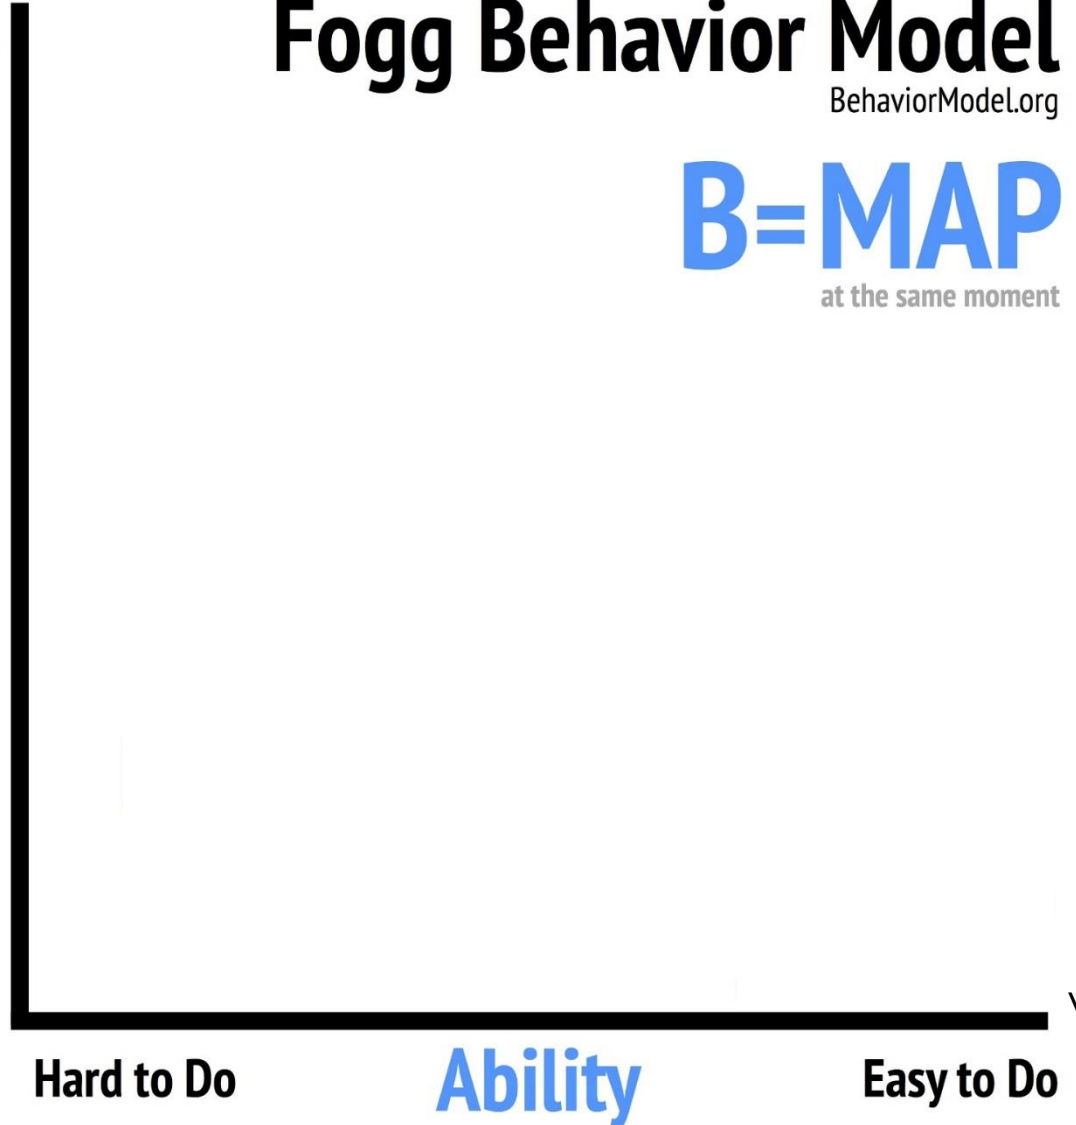 Fogg Behavior Model
BehaviorModel.org
B=MAP
at the same moment
Hard to Do Ability Easy to Do